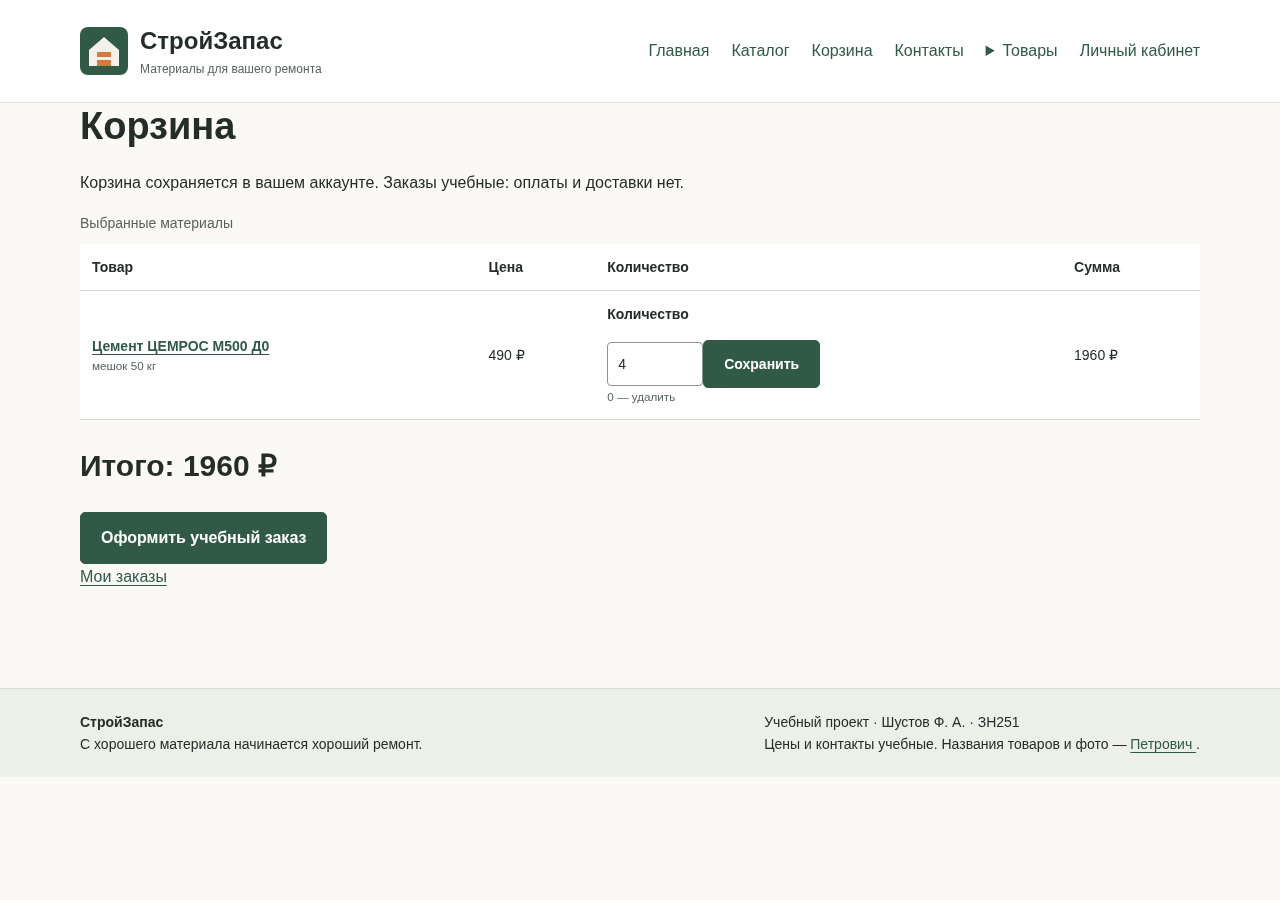 СтройЗапас
Материалы для вашего ремонта
Главная Каталог Корзина Контакты ▶ Товары Личный кабинет
Корзина
Корзина сохраняется в вашем аккаунте. Заказы учебные: оплаты и доставки нет.
Выбранные материалы
Товар Цена Количество Сумма
Количество
Цемент ЦЕМРОС М500 Д0
мешок 50 кг
490 ₽
4 Сохранить
0 — удалить
1960 ₽
Итого: 1960 ₽
Оформить учебный заказ
Мои заказы
СтройЗапас
С хорошего материала начинается хороший ремонт.
Учебный проект · Шустов Ф. А. · ЗН251
Цены и контакты учебные. Названия товаров и фото — Петрович .